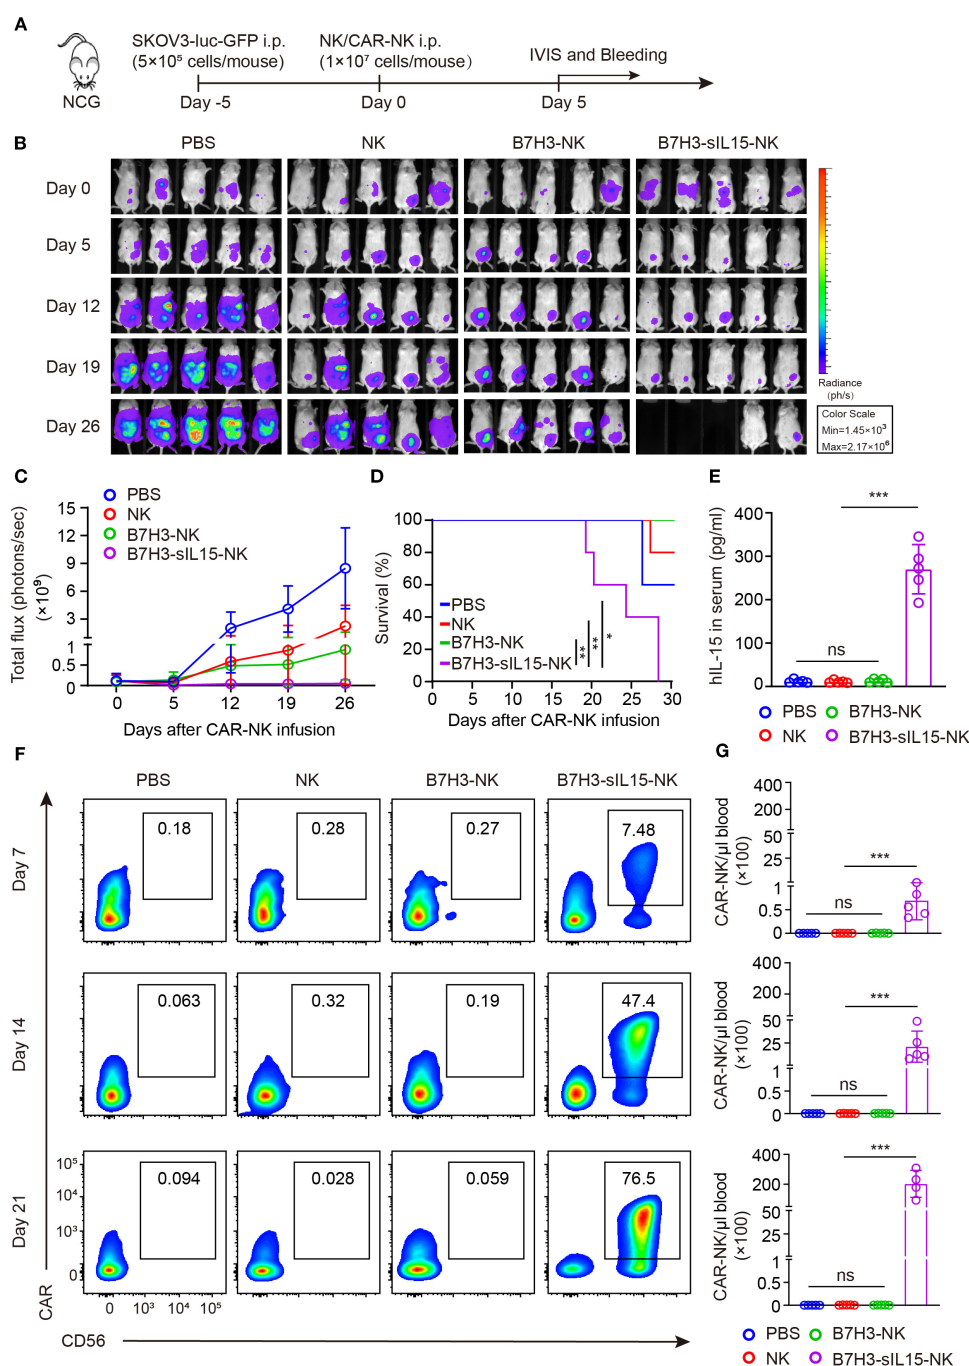 A
SKOV3-luc-GFP i.p.
(5×10⁵ cells/mouse)
NK/CAR-NK i.p.
(1×10⁷ cells/mouse)
IVIS and Bleeding
NCG
Day -5
Day 0
Day 5
B
PBS
NK
B7H3-NK
B7H3-sIL15-NK
Day 0
Day 5
Day 12
Day 19
Day 26
Radiance
(ph/s)
Color Scale
Min=1.45×10³
Max=2.17×10⁶
C
PBS
NK
B7H3-NK
B7H3-sIL15-NK
Total flux (photons/sec)
(×10⁹)
15
12
9
6
3
1
0.5
0
0
5
12
19
26
Days after CAR-NK infusion
D
Survival (%)
100
80
60
40
20
0
PBS
NK
B7H3-NK
B7H3-sIL15-NK
**
**
*
0
5
10
15
20
25
30
Days after CAR-NK infusion
E
hIL-15 in serum (pg/ml)
400
300
200
100
0
ns
***
PBS
B7H3-NK
NK
B7H3-sIL15-NK
F
PBS
NK
B7H3-NK
B7H3-sIL15-NK
Day 7
0.18
0.28
0.27
7.48
Day 14
0.063
0.32
0.19
47.4
Day 21
0.094
0.028
0.059
76.5
10⁵
10⁴
10³
0
0
10³
10⁴
10⁵
CAR
CD56
G
CAR-NK/μl blood
(×100)
400
200
50
25
1
0.5
0
ns
***
CAR-NK/μl blood
(×100)
400
200
50
25
1
0.5
0
ns
***
CAR-NK/μl blood
(×100)
400
200
50
25
1
0.5
0
ns
***
PBS
B7H3-NK
NK
B7H3-sIL15-NK